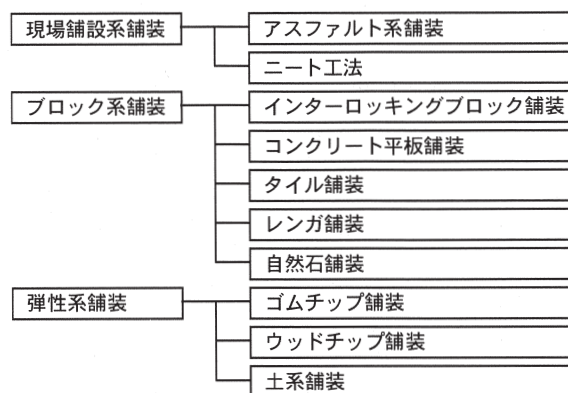 現場舗設系舗装
アスファルト系舗装
ニート工法
ブロック系舗装
インターロッキングブロック舗装
コンクリート平板舗装
タイル舗装
レンガ舗装
自然石舗装
弾性系舗装
ゴムチップ舗装
ウッドチップ舗装
土系舗装